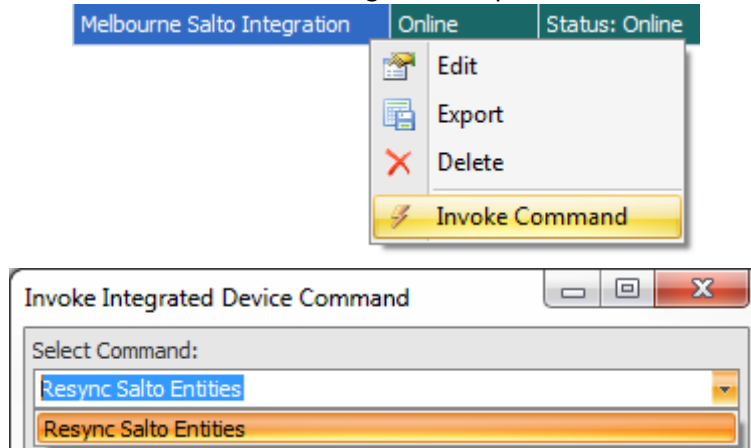 Melbourne Salto Integration Online Status: Online
Edit
Export
Delete
Invoke Command
Invoke Integrated Device Command
Select Command:
Resync Salto Entities
Resync Salto Entities